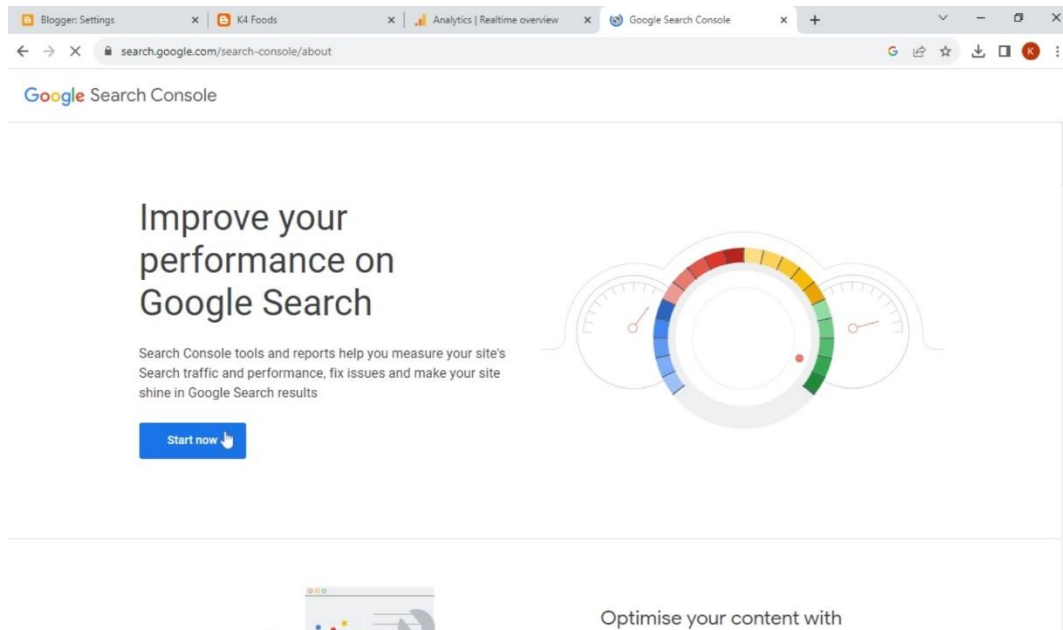 Blogger: Settings
K4 Foods
Analytics | Realtime overview
Google Search Console
search.google.com/search-console/about
G
K
Google Search Console
Improve your
performance on
Google Search
Search Console tools and reports help you measure your site's
Search traffic and performance, fix issues and make your site
shine in Google Search results
Start now
Optimise your content with